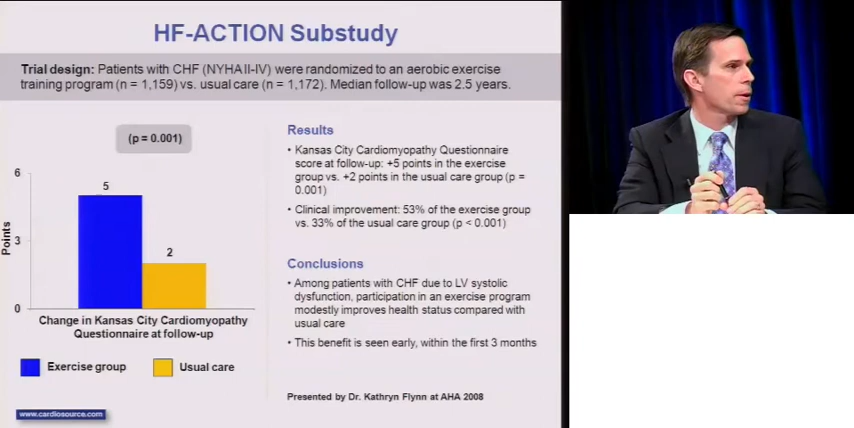 HF-ACTION Substudy
Trial design: Patients with CHF (NYHA II-IV) were randomized to an aerobic exercise
training program (n = 1,159) vs. usual care (n = 1,172). Median follow-up was 2.5 years.
(p = 0.001)
6
3
0
Points
5
2
Change in Kansas City Cardiomyopathy
Questionnaire at follow-up
Exercise group
Usual care
www.cardiosource.com
Results
• Kansas City Cardiomyopathy Questionnaire
score at follow-up: +5 points in the exercise
group vs. +2 points in the usual care group (p =
0.001)
• Clinical improvement: 53% of the exercise group
vs. 33% of the usual care group (p < 0.001)
Conclusions
• Among patients with CHF due to LV systolic
dysfunction, participation in an exercise program
modestly improves health status compared with
usual care
• This benefit is seen early, within the first 3 months
Presented by Dr. Kathryn Flynn at AHA 2008